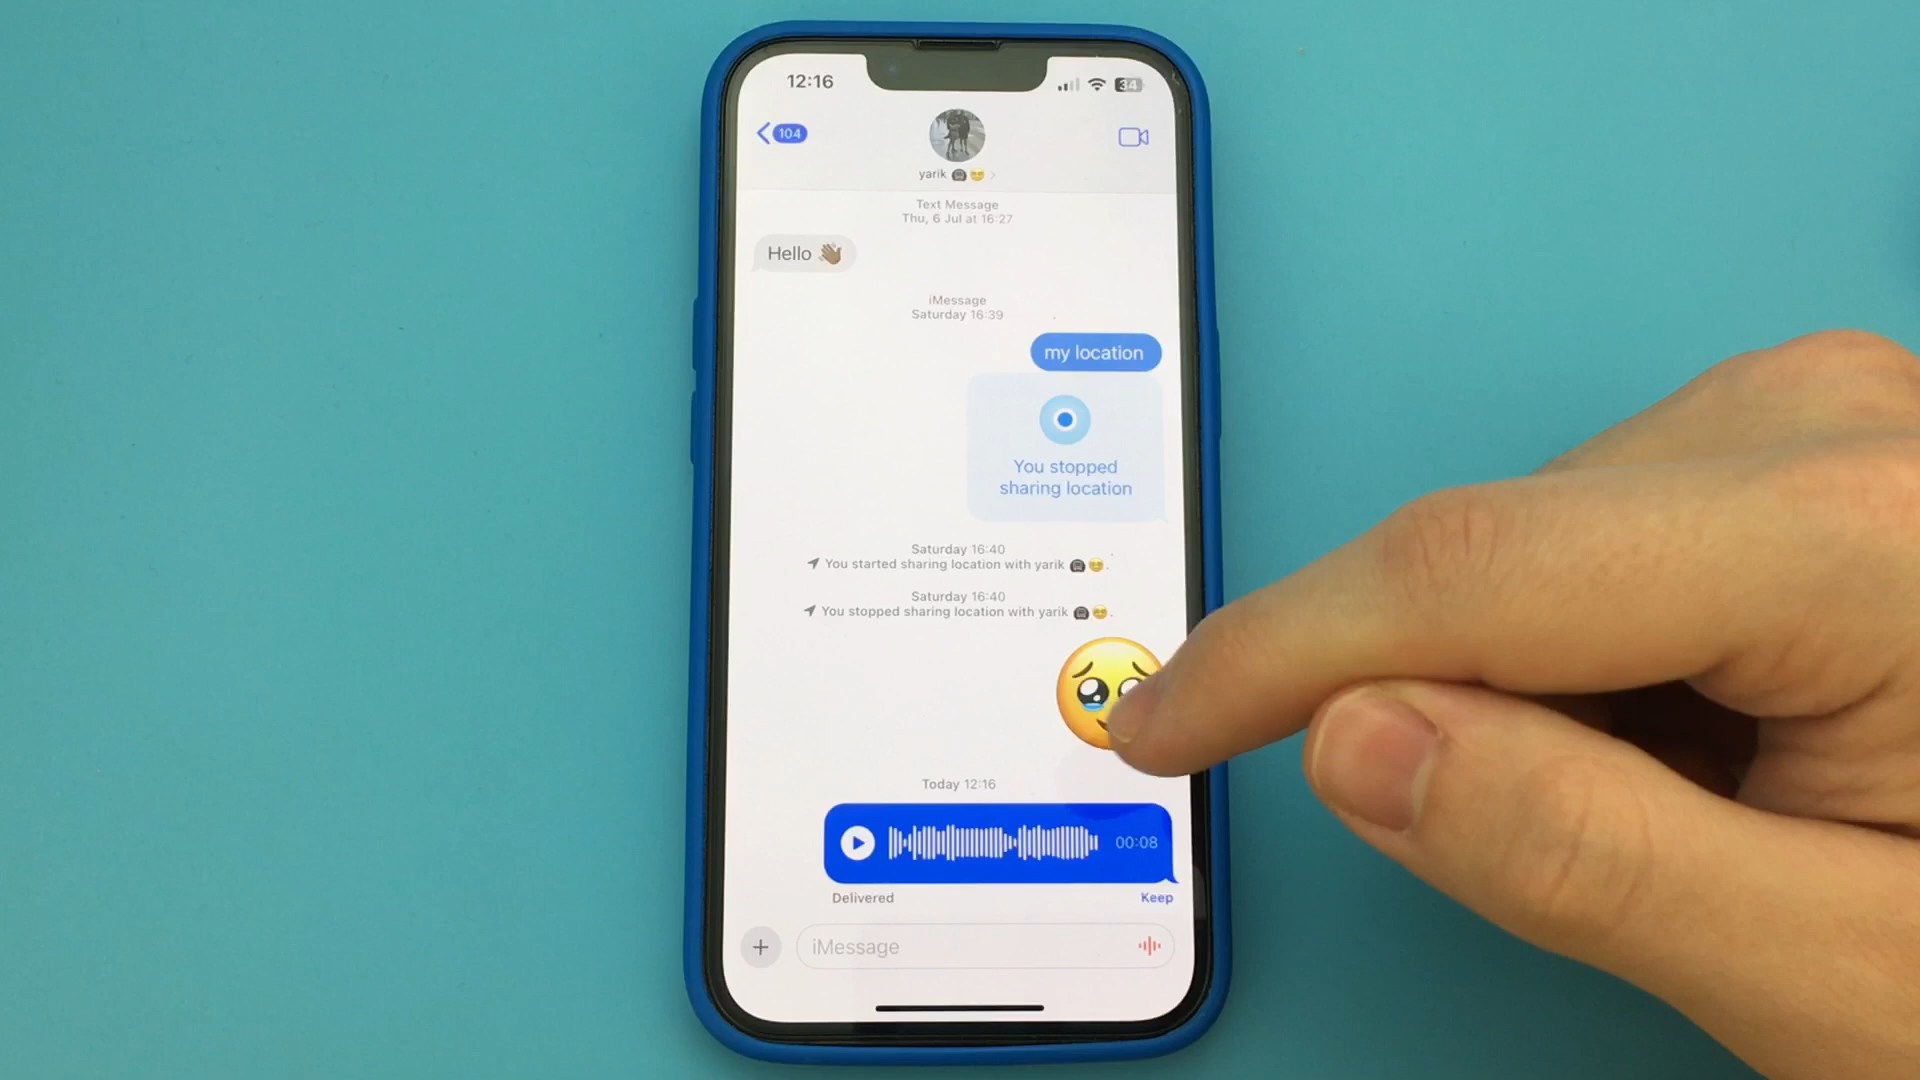 12:16
34
104
yarik
Text Message
Thu, 6 Jul at 16:27
Hello 👋🏽
iMessage
Saturday 16:39
my location
You stopped
sharing location
Saturday 16:40
You started sharing location with yarik
Saturday 16:40
You stopped sharing location with yarik
Today 12:16
00:08
Delivered
Keep
iMessage